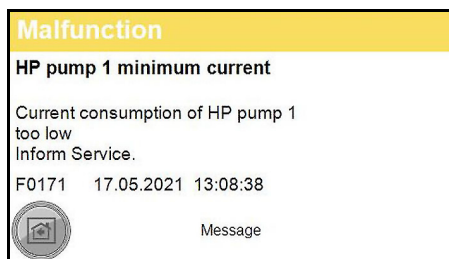 Malfunction
HP pump 1 minimum current
Current consumption of HP pump 1
too low
Inform Service.
F0171 17.05.2021 13:08:38
Message